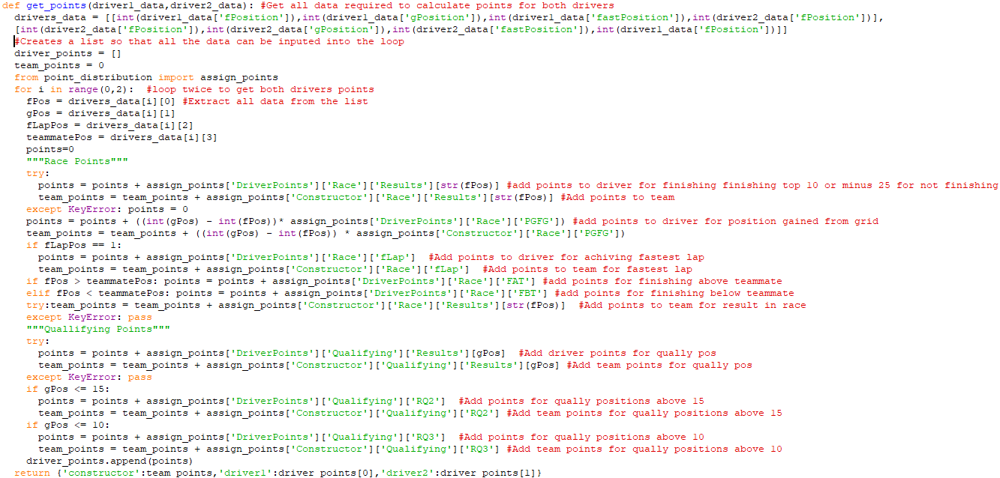 def get_points(driver1_data,driver2_data): #Get all data required to calculate points for both drivers
  drivers_data = [[int(driver1_data['fPosition']),int(driver1_data['gPosition']),int(driver1_data['fastPosition']),int(driver2_data['fPosition'])],
  [int(driver2_data['fPosition']),int(driver2_data['gPosition']),int(driver2_data['fastPosition']),int(driver1_data['fPosition'])]]
  #Creates a list so that all the data can be inputed into the loop
  driver_points = []
  team_points = 0
  from point_distribution import assign_points
  for i in range(0,2):  #loop twice to get both drivers points
    fPos = drivers_data[i][0] #Extract all data from the list
    gPos = drivers_data[i][1]
    fLapPos = drivers_data[i][2]
    teammatePos = drivers_data[i][3]
    points=0
    """Race Points"""
    try:
      points = points + assign_points['DriverPoints']['Race']['Results'][str(fPos)] #add points to driver for finishing finishing top 10 or minus 25 for not finishing
      team_points = team_points + assign_points['Constructor']['Race']['Results'][str(fPos)] #Add points to team
    except KeyError: points = 0
    points = points + ((int(gPos) - int(fPos))* assign_points['DriverPoints']['Race']['PGFG']) #add points to driver for position gained from grid
    team_points = team_points + ((int(gPos) - int(fPos)) * assign_points['Constructor']['Race']['PGFG'])
    if fLapPos == 1:
      points = points + assign_points['DriverPoints']['Race']['fLap']  #Add points to driver for achiving fastest lap
      team_points = team_points + assign_points['Constructor']['Race']['fLap']  #Add points to team for fastest lap
    if fPos > teammatePos: points = points + assign_points['DriverPoints']['Race']['FAT'] #add points for finishing above teammate
    elif fPos < teammatePos: points = points + assign_points['DriverPoints']['Race']['FBT'] #add points for finishing below teammate
    try:team_points = team_points + assign_points['Constructor']['Race']['Results'][str(fPos)]  #Add points to team for result in race
    except KeyError: pass
    """Quallifying Points"""
    try:
      points = points + assign_points['DriverPoints']['Qualifying']['Results'][gPos]  #Add driver points for qually pos
      team_points = team_points + assign_points['Constructor']['Qualifying']['Results'][gPos] #Add team points for qually pos
    except KeyError: pass
    if gPos <= 15:
      points = points + assign_points['DriverPoints']['Qualifying']['RQ2']  #Add points for qually positions above 15
      team_points = team_points + assign_points['Constructor']['Qualifying']['RQ2'] #Add team points for qually positions above 15
    if gPos <= 10:
      points = points + assign_points['DriverPoints']['Qualifying']['RQ3']  #Add points for qually positions above 10
      team_points = team_points + assign_points['Constructor']['Qualifying']['RQ3'] #Add team points for qually positions above 10
    driver_points.append(points)
  return {'constructor':team_points,'driver1':driver_points[0],'driver2':driver_points[1]}